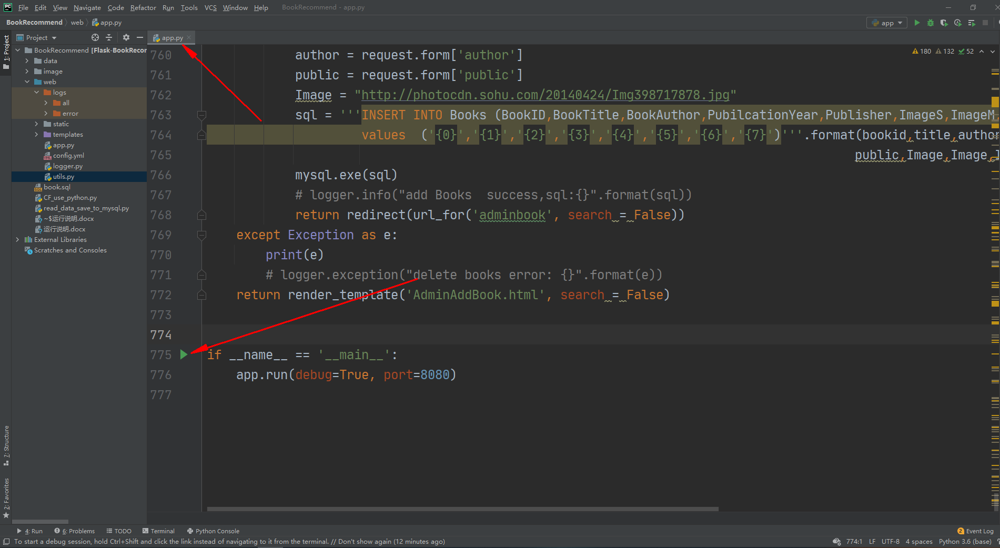 PC File Edit View Navigate Code Refactor Run Tools VCS Window Help BookRecommend - app.py
BookRecommend web app.py
app
1: Project
Project
app.py
BookRecommend [Flask-BookRecor
data
image
web
logs
all
error
static
templates
app.py
config.yml
logger.py
utils.py
book.sql
CF_use_python.py
read_data_save_to_mysql.py
~$运行说明.docx
运行说明.docx
External Libraries
Scratches and Consoles
180 132 52
760 author = request.form['author']
761 public = request.form['public']
762 Image = "http://photocdn.sohu.com/20140424/Img398717878.jpg"
763 sql = '''INSERT INTO Books (BookID,BookTitle,BookAuthor,PubilcationYear,Publisher,ImageS,ImageM
764 values ('{0}','{1}','{2}','{3}','{4}','{5}','{6}','{7}')'''.format(bookid,title,author
765 public,Image,Image,
766 mysql.exe(sql)
767 # logger.info("add Books  success,sql:{}".format(sql))
768 return redirect(url_for('adminbook', search = False))
769 except Exception as e:
770 print(e)
771 # logger.exception("delete books error: {}".format(e))
772 return render_template('AdminAddBook.html', search = False)
773
774
775 if __name__ == '__main__':
776 app.run(debug=True, port=8080)
777
7: Structure
2: Favorites
4: Run 6: Problems TODO Terminal Python Console 2 Event Log
To start a debug session, hold Ctrl+Shift and click the link instead of navigating to it from the terminal. // Don't show again (12 minutes ago) 774:1 LF UTF-8 4 spaces Python 3.6 (base)